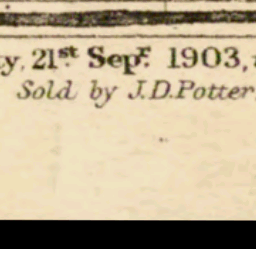 y. 21st Sepr. 1903,
Sold by J.D.Potter,